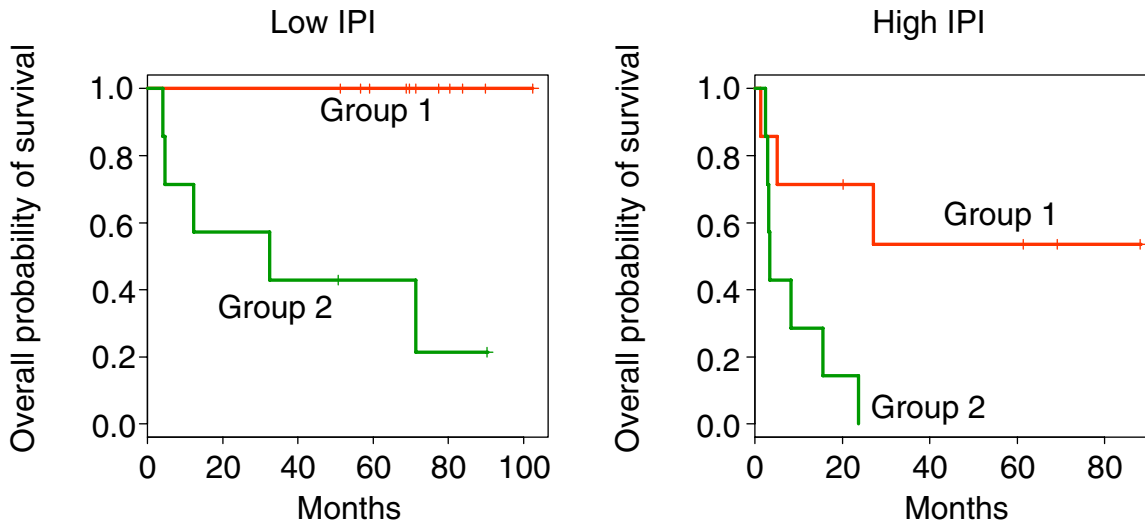 Low IPI
Overall probability of survival
1.0
0.8
0.6
0.4
0.2
0.0
Group 1
Group 2
0 20 40 60 80 100
Months
High IPI
Overall probability of survival
1.0
0.8
0.6
0.4
0.2
0.0
Group 1
Group 2
0 20 40 60 80
Months